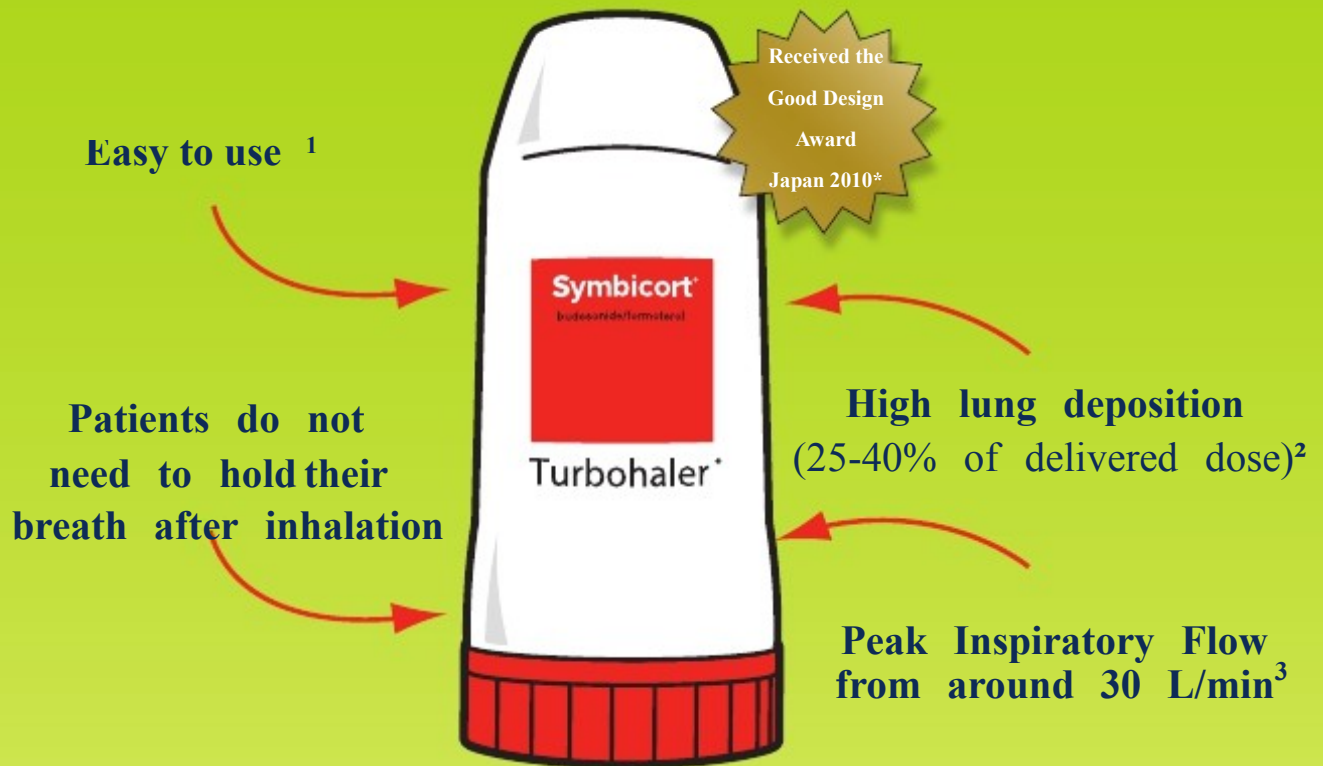 Received the
Good Design
Award
Japan 2010*
Easy to use ¹
Symbicort⁺
budesonide/formoterol
Turbohaler⁺
Patients do not
need to hold their
breath after inhalation
High lung deposition
(25-40% of delivered dose)²
Peak Inspiratory Flow
from around 30 L/min³